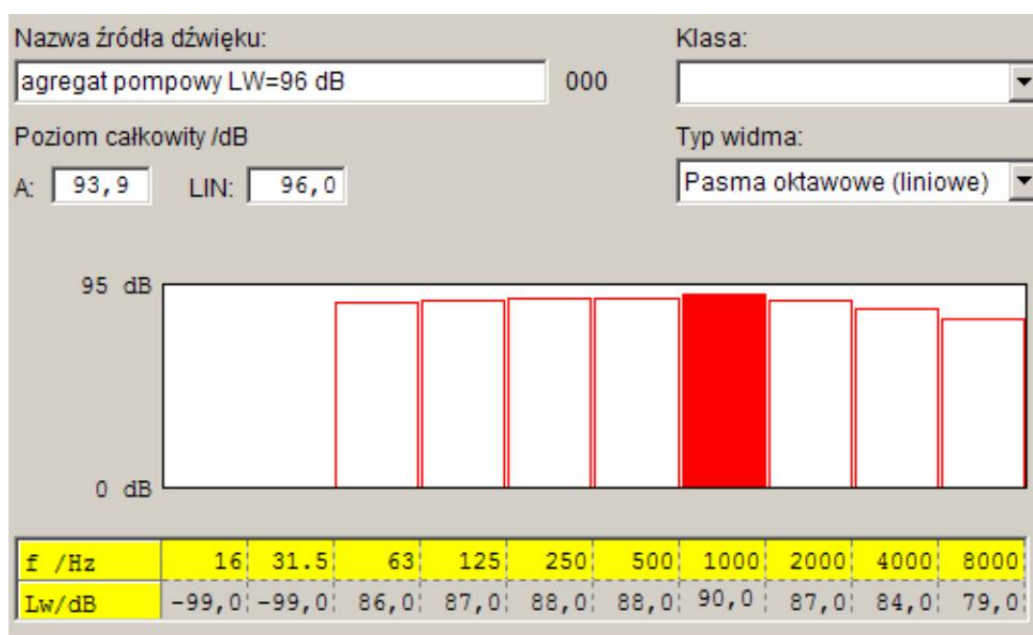 Nazwa źródła dźwięku: Klasa:
agregat pompowy LW=96 dB 000
Poziom całkowity /dB Typ widma:
A: 93,9 LIN: 96,0 Pasma oktawowe (liniowe)
95 dB
0 dB
f /Hz 16 31.5 63 125 250 500 1000 2000 4000 8000
Lw/dB -99,0 -99,0 86,0 87,0 88,0 88,0 90,0 87,0 84,0 79,0